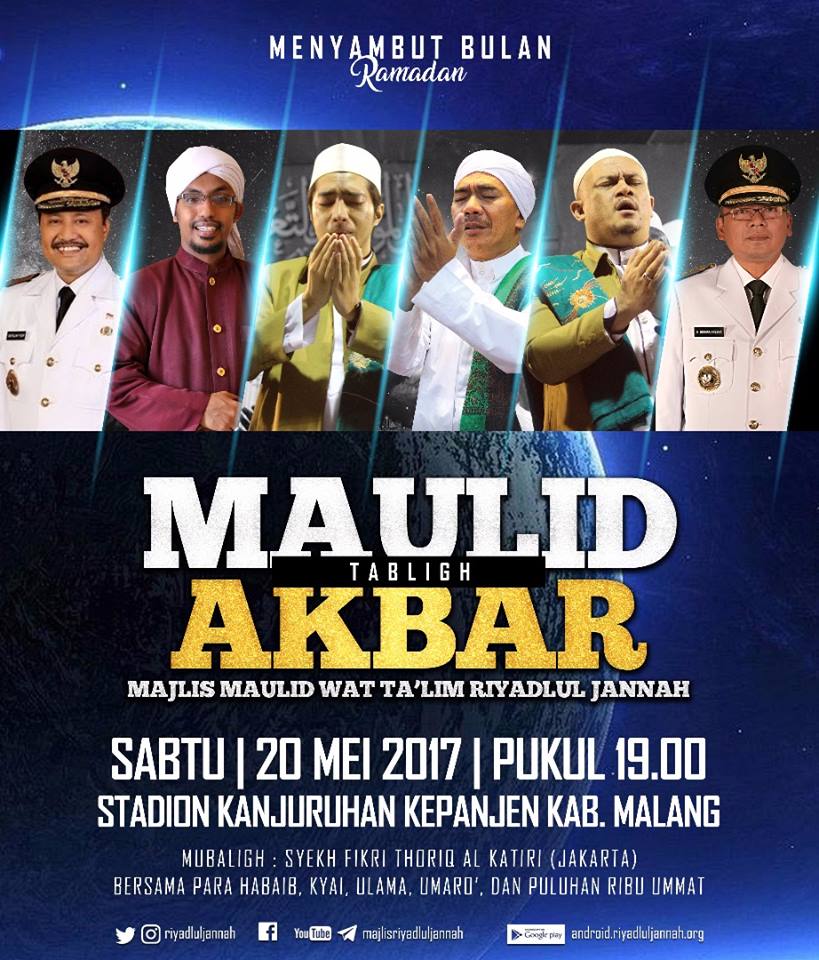 MENYAMBUT BULAN
Ramadan
MAULID
TABLIGH
AKBAR
MAJLIS MAULID WAT TA'LIM RIYADLUL JANNAH
SABTU | 20 MEI 2017 | PUKUL 19.00
STADION KANJURUHAN KEPANJEN KAB. MALANG
MUBALIGH : SYEKH FIKRI THORIQ AL KATIRI (JAKARTA)
BERSAMA PARA HABAIB, KYAI, ULAMA, UMARO', DAN PULUHAN RIBU UMMAT
riyadluljannah YouTube majlisriyadluljannah Google play android.riyadluljannah.org